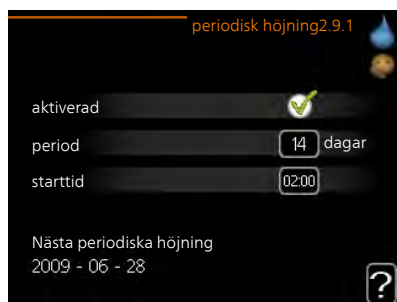 periodisk höjning2.9.1
aktiverad
period 14 dagar
starttid 02:00
Nästa periodiska höjning
2009 - 06 - 28
?